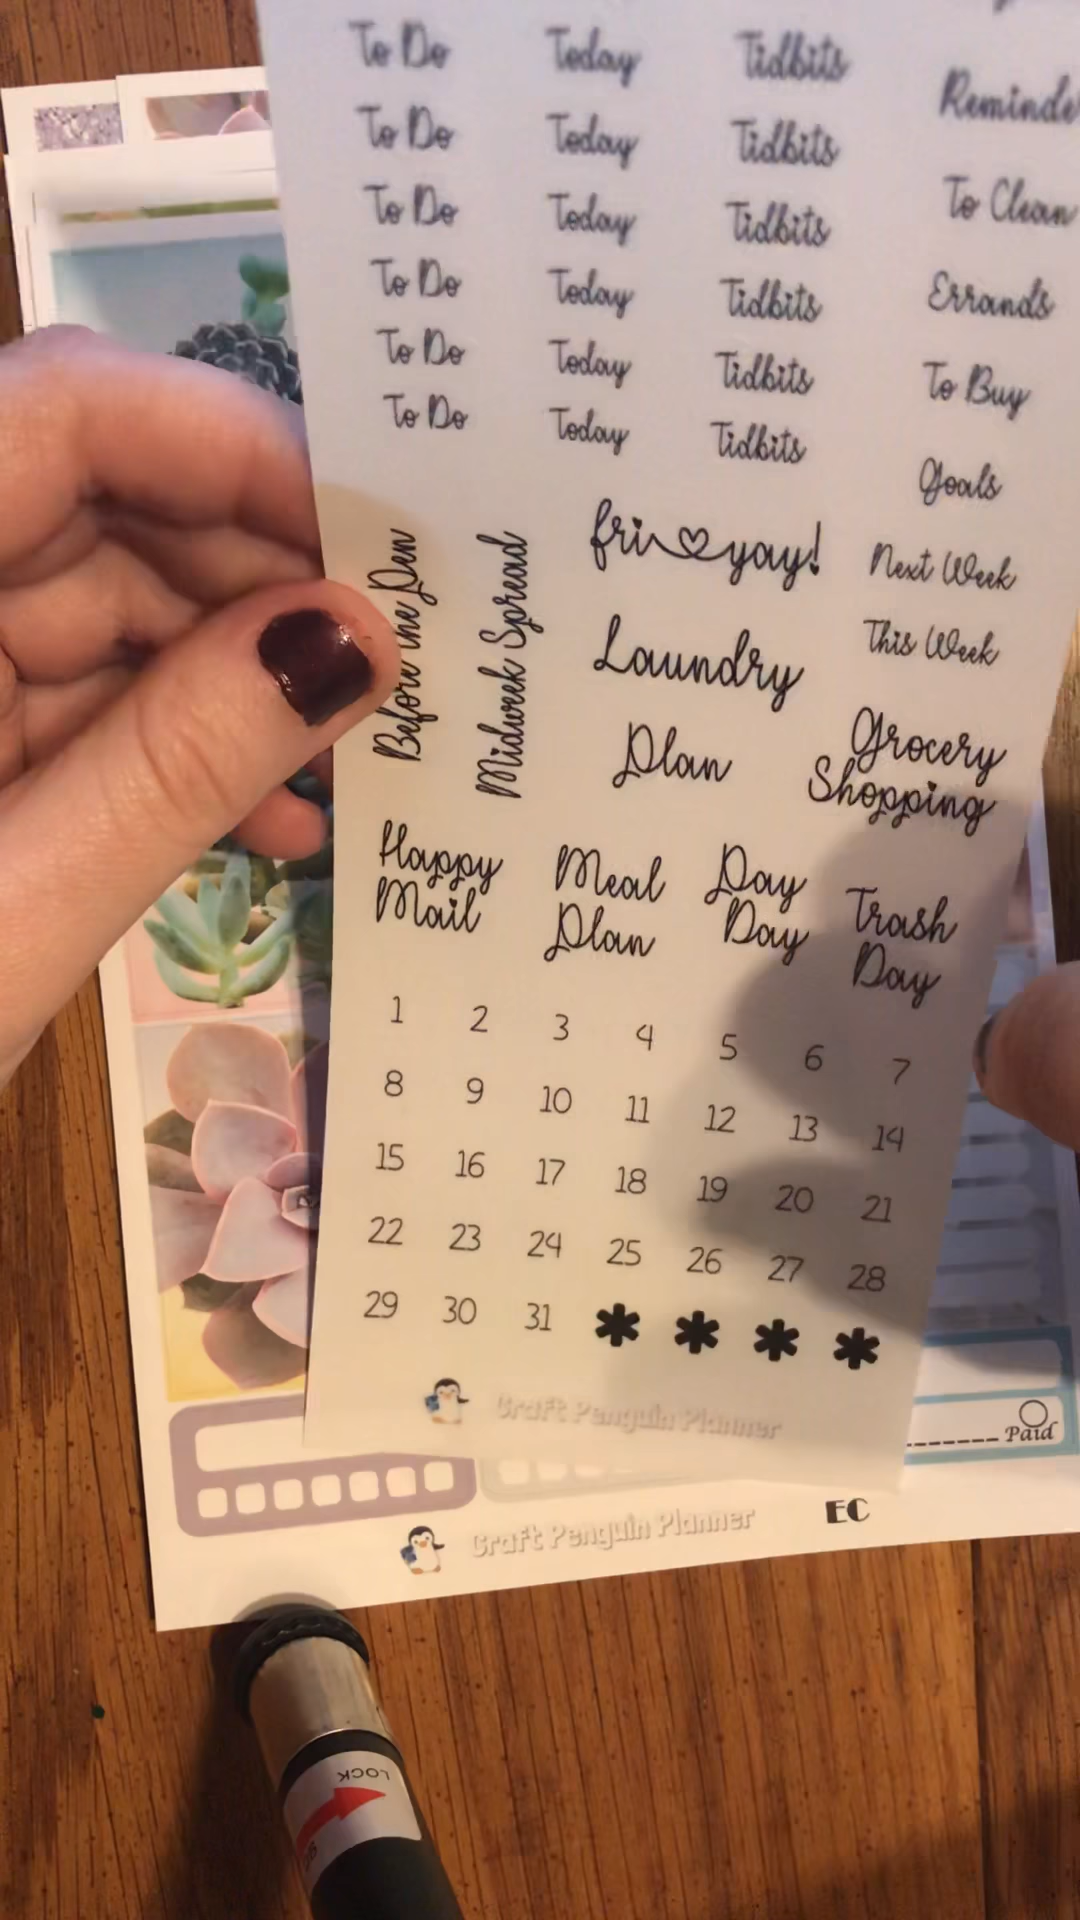 To Do Today Tidbits
To Do Today Tidbits
To Do Today Tidbits To Clean
To Do Today Tidbits Errands
To Do Today Tidbits To Buy
To Do Today Tidbits Goals
Before the Pen
Midweek Spread
fri yay!
Next Week
Laundry
This Week
Plan
Grocery
Shopping
Happy
Mail
Meal
Plan
Day
Day
Trash
Day
1 2 3 4 5 6 7
8 9 10 11 12 13 14
15 16 17 18 19 20 21
22 23 24 25 26 27 28
29 30 31 * * * *
Craft Penguin Planner
Paid
Craft Penguin Planner EC
LOCK